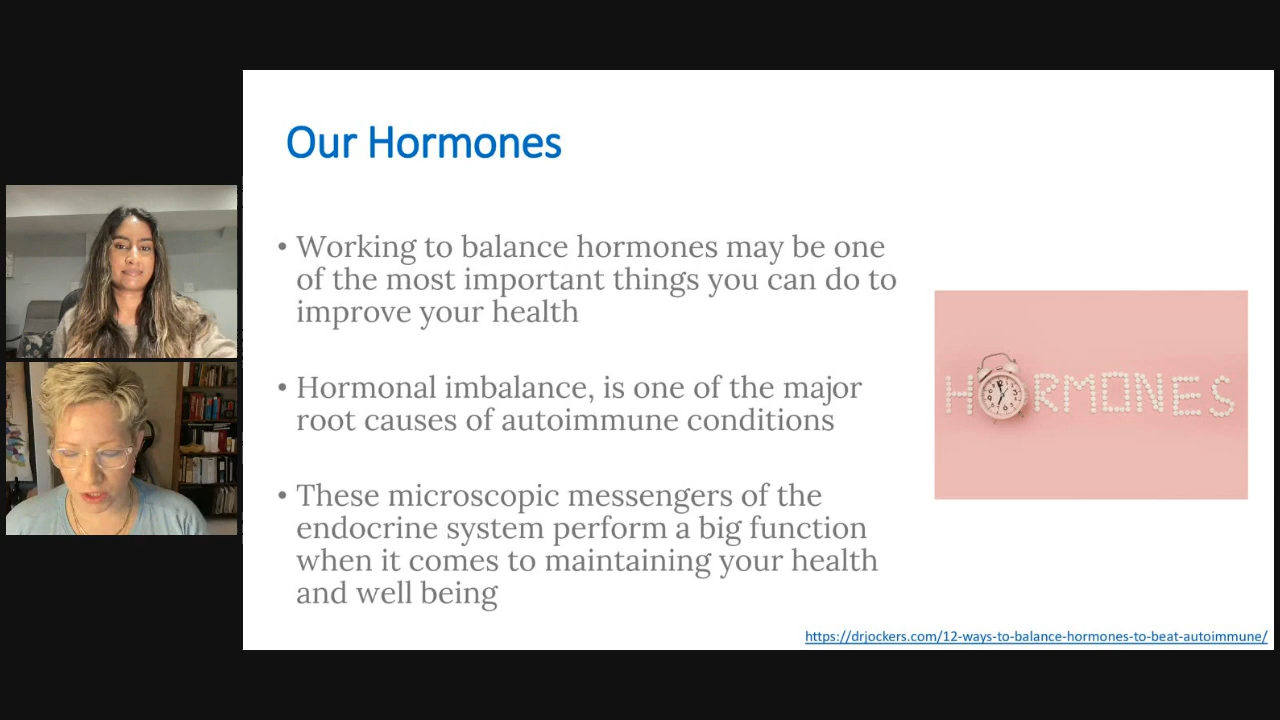 Our Hormones
• Working to balance hormones may be one
of the most important things you can do to
improve your health
• Hormonal imbalance, is one of the major
root causes of autoimmune conditions
• These microscopic messengers of the
endocrine system perform a big function
when it comes to maintaining your health
and well being
HORMONES
https://drjockers.com/12-ways-to-balance-hormones-to-beat-autoimmune/